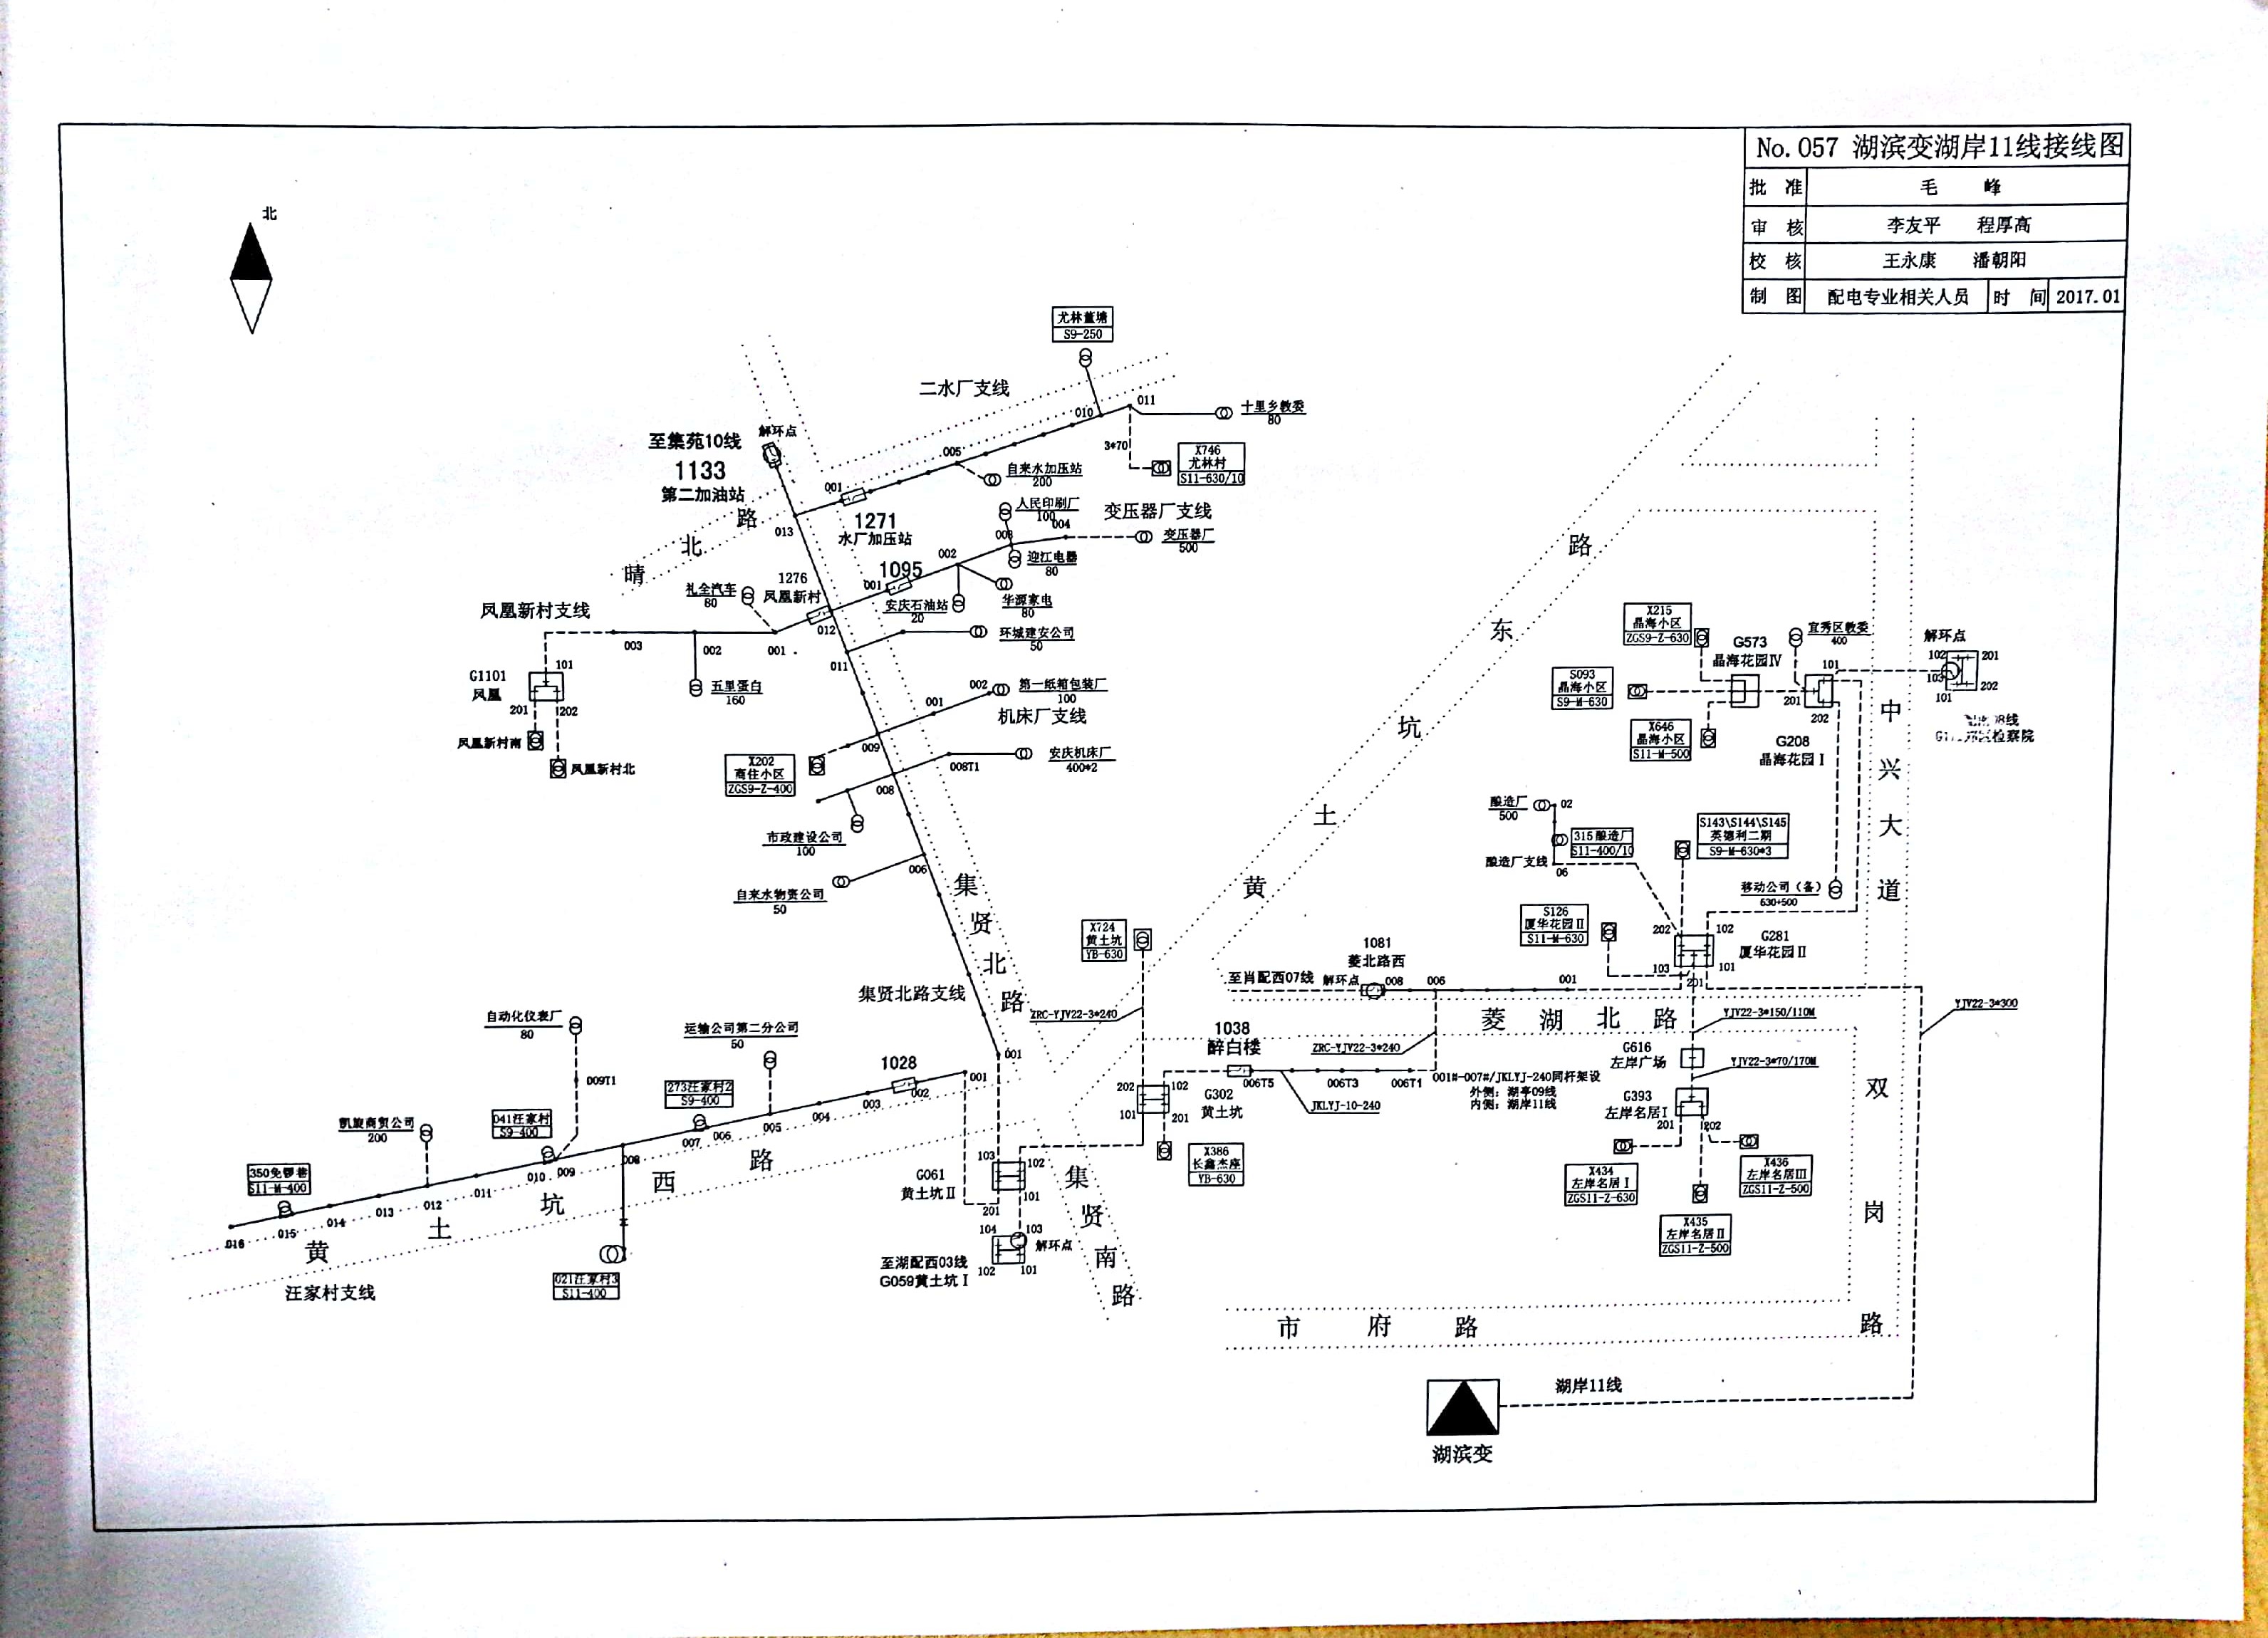 No.057 湖滨变湖岸11线接线图
批 准 毛 峰
审 核 李友平 程厚高
校 核 王永康 潘朝阳
制 图 配电专业相关人员 时 间 2017.01
北
尤林董塘
S9-250
二水厂支线
010
011
十里乡教委
80
3*70
X746
尤林村
S11-630/10
至集苑10线
解环点
1133
第二加油站
005
自来水加压站
200
001
1271
水厂加压站
013
人民印刷厂
100
004
变压器厂支线
003
变压器厂
500
迎江电器
80
002
1095
001
安庆石油站
20
华源家电
80
晴
北
路
礼全汽车
80
1276
凤凰新村
012
凤凰新村支线
003
002
001
G1101
凤凰
101
201
202
凤凰新村南
凤凰新村北
五里蛋白
160
环城建安公司
50
011
002
第一纸箱包装厂
100
001
机床厂支线
009
X202
商住小区
ZGS9-Z-400
安庆机床厂
400*2
008T1
008
市政建设公司
100
006
自来水物资公司
50
集
贤
北
路
集贤北路支线
001
自动化仪表厂
80
009T1
运输公司第二分公司
50
1028
001
002
003
004
005
006
007
008
273汪家村2
S9-400
041汪家村
S9-400
凯旋商贸公司
200
009
010
011
012
013
014
015
016
S11-M-400
021汪家村3
S11-400
黄
土
坑
西
路
汪家村支线
G061
黄土坑Ⅱ
103
102
101
201
104
103
解环点
102
101
至湖配西03线
G059黄土坑Ⅰ
集
贤
南
路
X724
黄土坑
YB-630
ZRC-YJV22-3*240
202
102
101
201
G302
黄土坑
X386
长鑫杰座
YB-630
1038
醉白楼
006T5
006T3
006T1
JKLYJ-10-240
ZRC-YJV22-3*240
001#-007#/JKLYJ-240同杆架设
外侧: 湖亭09线
内侧: 湖岸11线
黄
土
坑
东
路
1081
菱北路西
至肖配西07线
解环点
008
006
001
菱 湖 北 路
X215
晶海小区
ZGS9-Z-630
G573
晶海花园Ⅳ
宜秀区教委
400
S093
晶海小区
S9-M-630
X646
晶海小区
S11-M-500
101
201
202
G208
晶海花园Ⅰ
解环点
102
201
103
101
202
检察院
酿造厂
500
02
315酿造厂
S11-400/10
酿造厂支线
06
S143\S144\S145
英德利二期
S9-M-630*3
移动公司(备)
630+500
S126
厦华花园Ⅱ
S11-M-630
202
102
G281
厦华花园Ⅱ
103
101
201
YJV22-3*300
YJV22-3*150/110M
G616
左岸广场
YJV22-3*70/170M
G393
左岸名居Ⅰ
201
202
X434
左岸名居Ⅰ
ZGS11-Z-630
X436
左岸名居Ⅲ
ZGS11-Z-500
X435
左岸名居Ⅱ
ZGS11-Z-500
中
兴
大
道
双
岗
路
市 府 路
湖岸11线
湖滨变